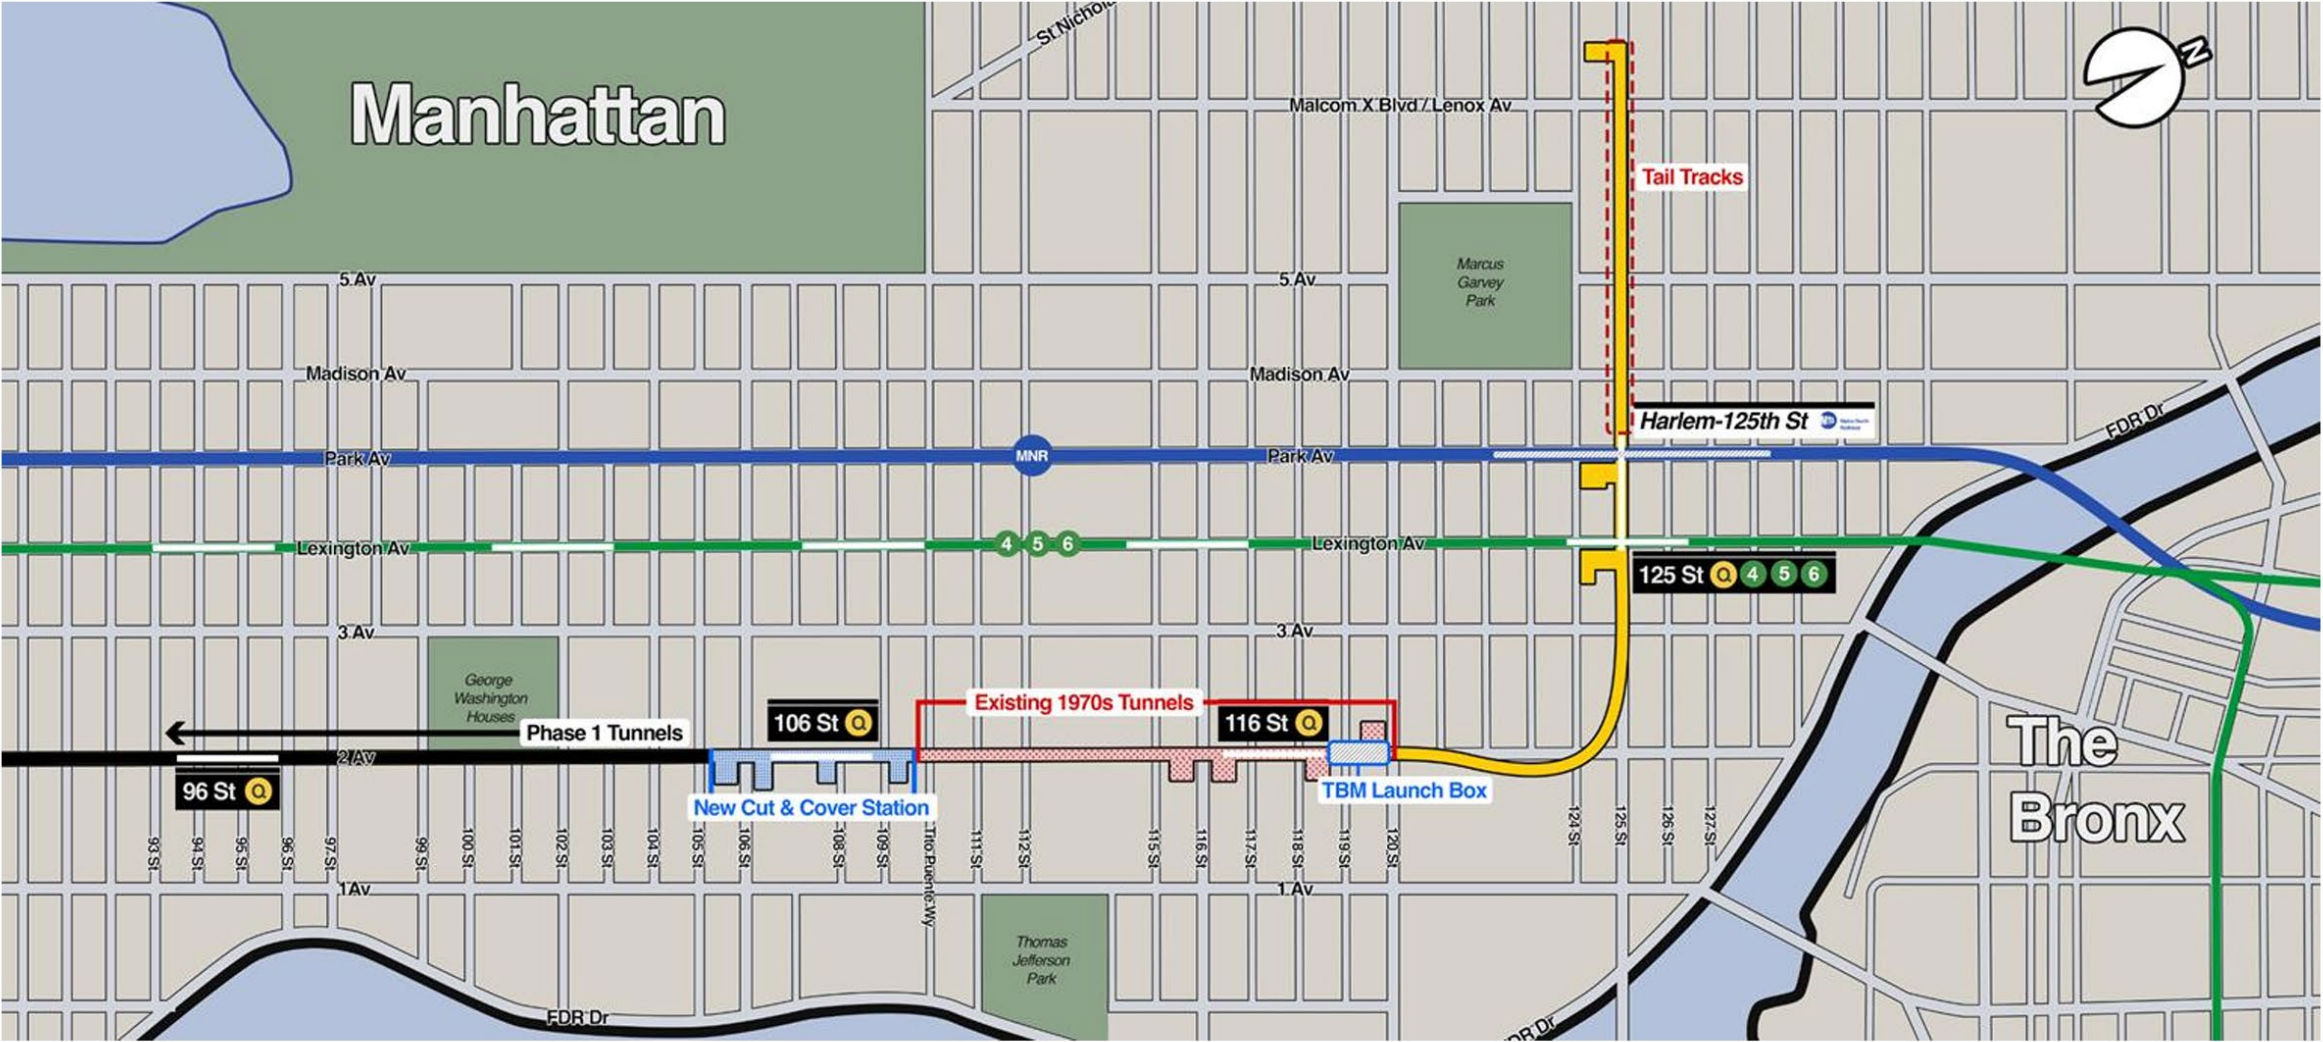 St Nichol
Manhattan
N
Malcom X Blvd / Lenox Av
Tail Tracks
Marcus
Garvey
Park
5 Av
5 Av
Madison Av
Madison Av
Harlem-125th St
FDR Dr
Park Av
MNR
Park Av
Lexington Av
4 5 6
Lexington Av
125 St Q 4 5 6
3 Av
3 Av
George
Washington
Houses
Existing 1970s Tunnels
106 St Q
116 St Q
Phase 1 Tunnels
2 Av
The
Bronx
96 St Q
New Cut & Cover Station
TBM Launch Box
93 St
94 St
95 St
96 St
97 St
99 St
100 St
101 St
102 St
103 St
104 St
105 St
106 St
108 St
109 St
Trito Puente Wy
111 St
112 St
115 St
116 St
117 St
118 St
119 St
120 St
124 St
125 St
126 St
127 St
1 Av
1 Av
Thomas
Jefferson
Park
FDR Dr
DR Dr